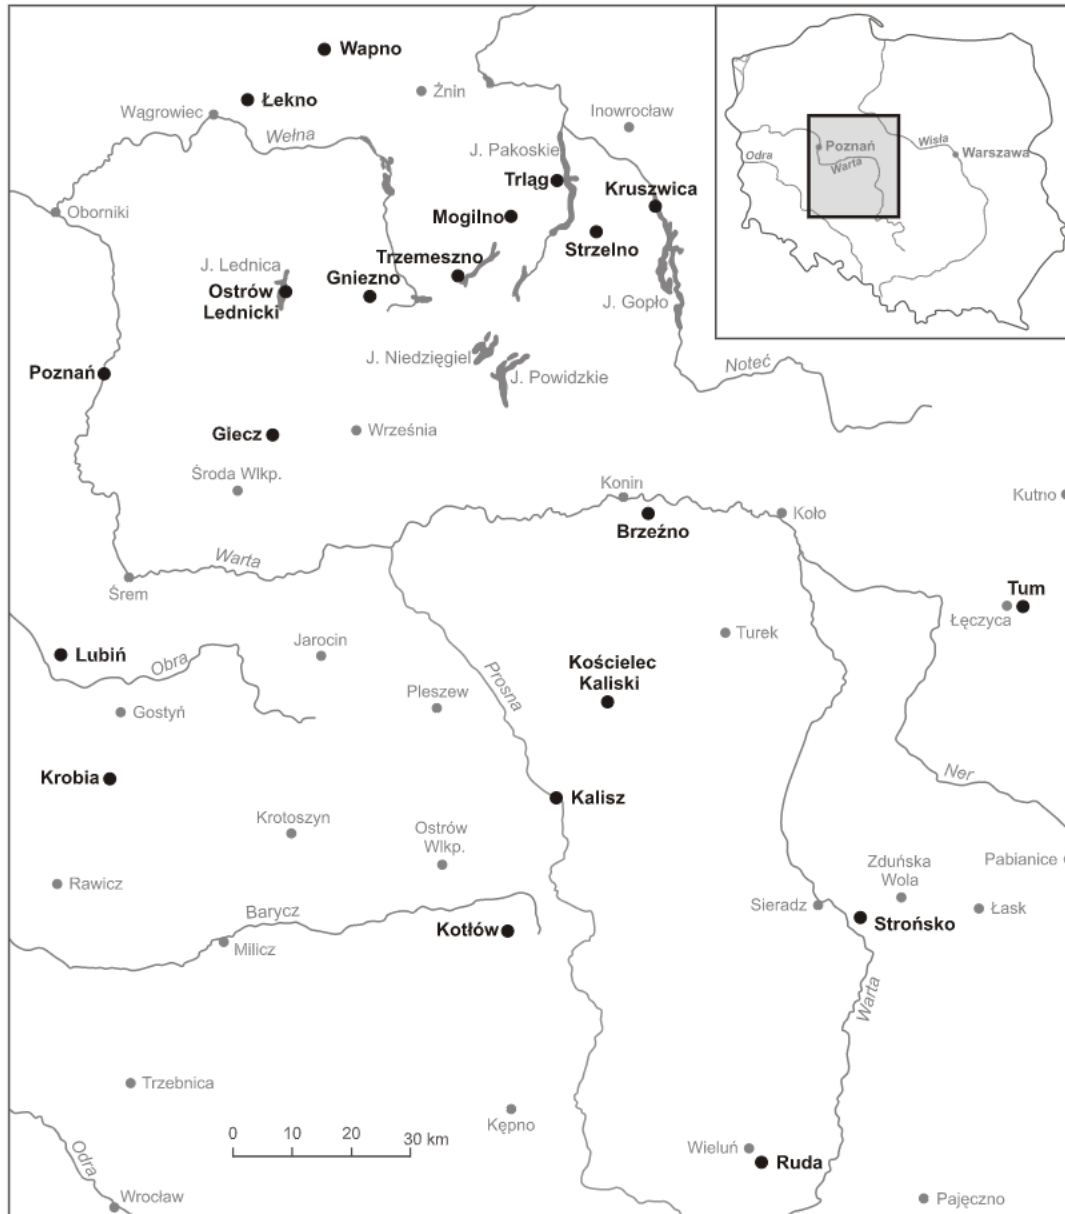 Wapno
Żnin
Łekno
Wągrowiec
Wełna
Inowrocław
J. Pakoskie
Trląg
Kruszwica
Oborniki
Mogilno
Strzelno
Trzemeszno
J. Lednica
Gniezno
Ostrów
Lednicki
J. Gopło
J. Niedzięgiel
J. Powidzkie
Noteć
Poznań
Giecz
Września
Środa Wlkp.
Konin
Koło
Kutno
Brzeźno
Warta
Śrem
Tum
Łęczyca
Lubiń
Obra
Jarocin
Turek
Kościelec
Kaliski
Prosna
Pleszew
Gostyń
Krobia
Kalisz
Ner
Krotoszyn
Ostrów
Wlkp.
Zduńska
Wola
Pabianice
Rawicz
Sieradz
Łask
Barycz
Strońsko
Kotłów
Milicz
Warta
Trzebnica
Kępno
0 10 20 30 km
Wieluń
Ruda
Odra
Wrocław
Pajęczno
Poznań
Wisła
Warszawa
Odra
Warta